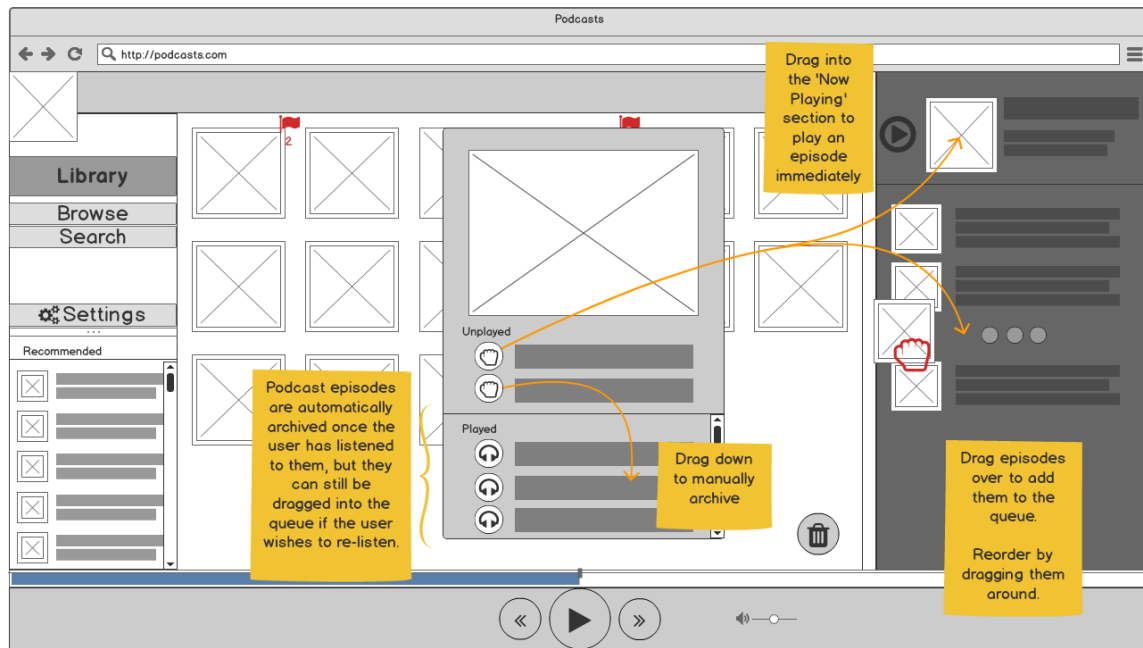 Podcasts
http://podcasts.com
Library
Browse
Search
Settings
Recommended
2
Unplayed
Played
Drag into
the 'Now
Playing'
section to
play an
episode
immediately
Podcast episodes
are automatically
archived once the
user has listened
to them, but they
can still be
dragged into the
queue if the user
wishes to re-listen.
Drag down
to manually
archive
Drag episodes
over to add
them to the
queue.
Reorder by
dragging them
around.